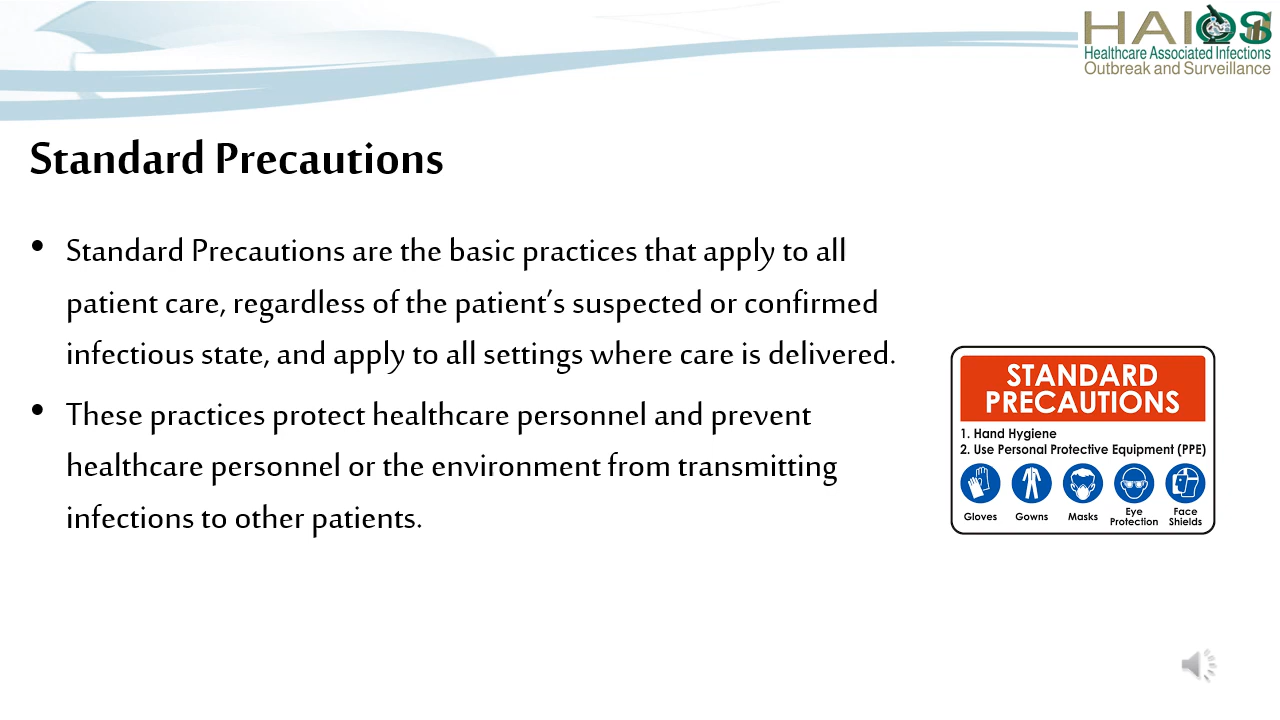 HAIOS
Healthcare Associated Infections
Outbreak and Surveillance
Standard Precautions
• Standard Precautions are the basic practices that apply to all
patient care, regardless of the patient’s suspected or confirmed
infectious state, and apply to all settings where care is delivered.
• These practices protect healthcare personnel and prevent
healthcare personnel or the environment from transmitting
infections to other patients.
STANDARD
PRECAUTIONS
1. Hand Hygiene
2. Use Personal Protective Equipment (PPE)
Gloves
Gowns
Masks
Eye
Protection
Face
Shields